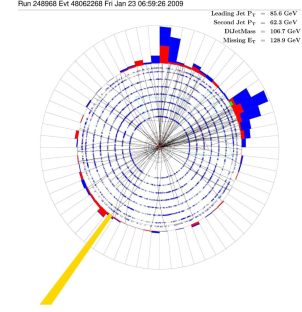 Run 248968 Evt 48062268 Fri Jan 23 06:59:26 2009
Leading Jet P_T = 85.6 GeV
Second Jet P_T = 62.3 GeV
DiJetMass = 106.7 GeV
Missing E_T = 128.9 GeV